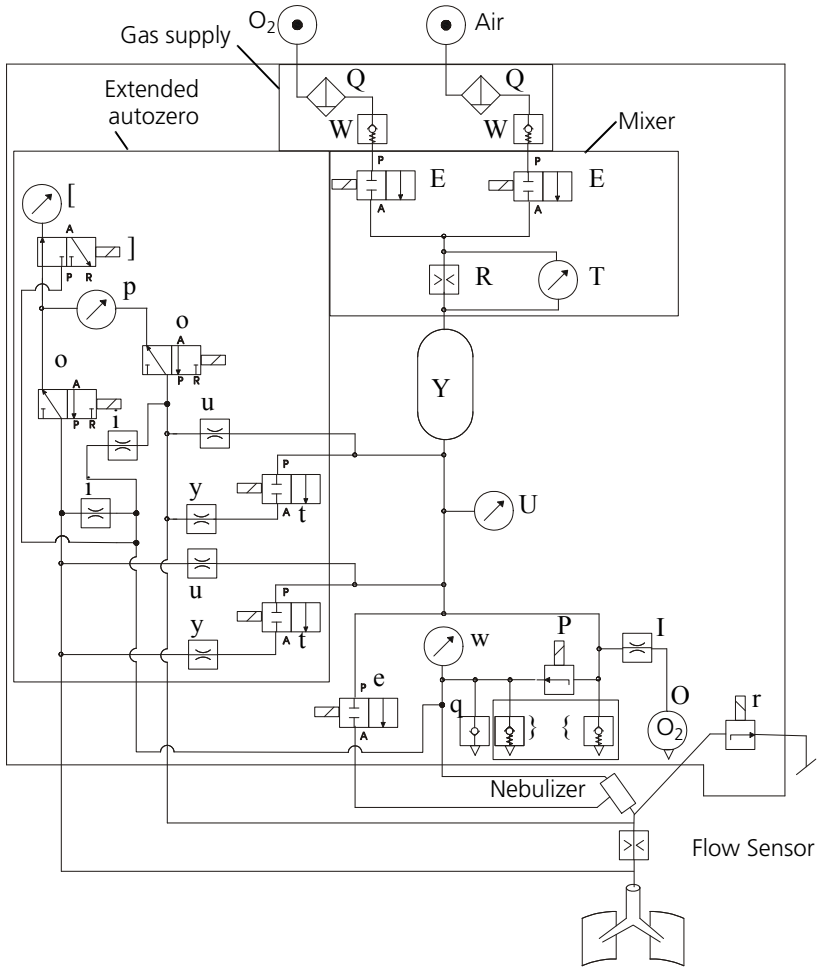 O2
Air
Gas supply
Q
Q
Extended
autozero
W
W
Mixer
P
P
E
E
A
A
[
A
]
P R
R
T
p
o
A
P R
o
A
P R
Y
i
u
P
i
y
A
t
U
u
P
y
A
t
P
I
w
e
P
O
q
r
}
{
O2
A
Nebulizer
Flow Sensor